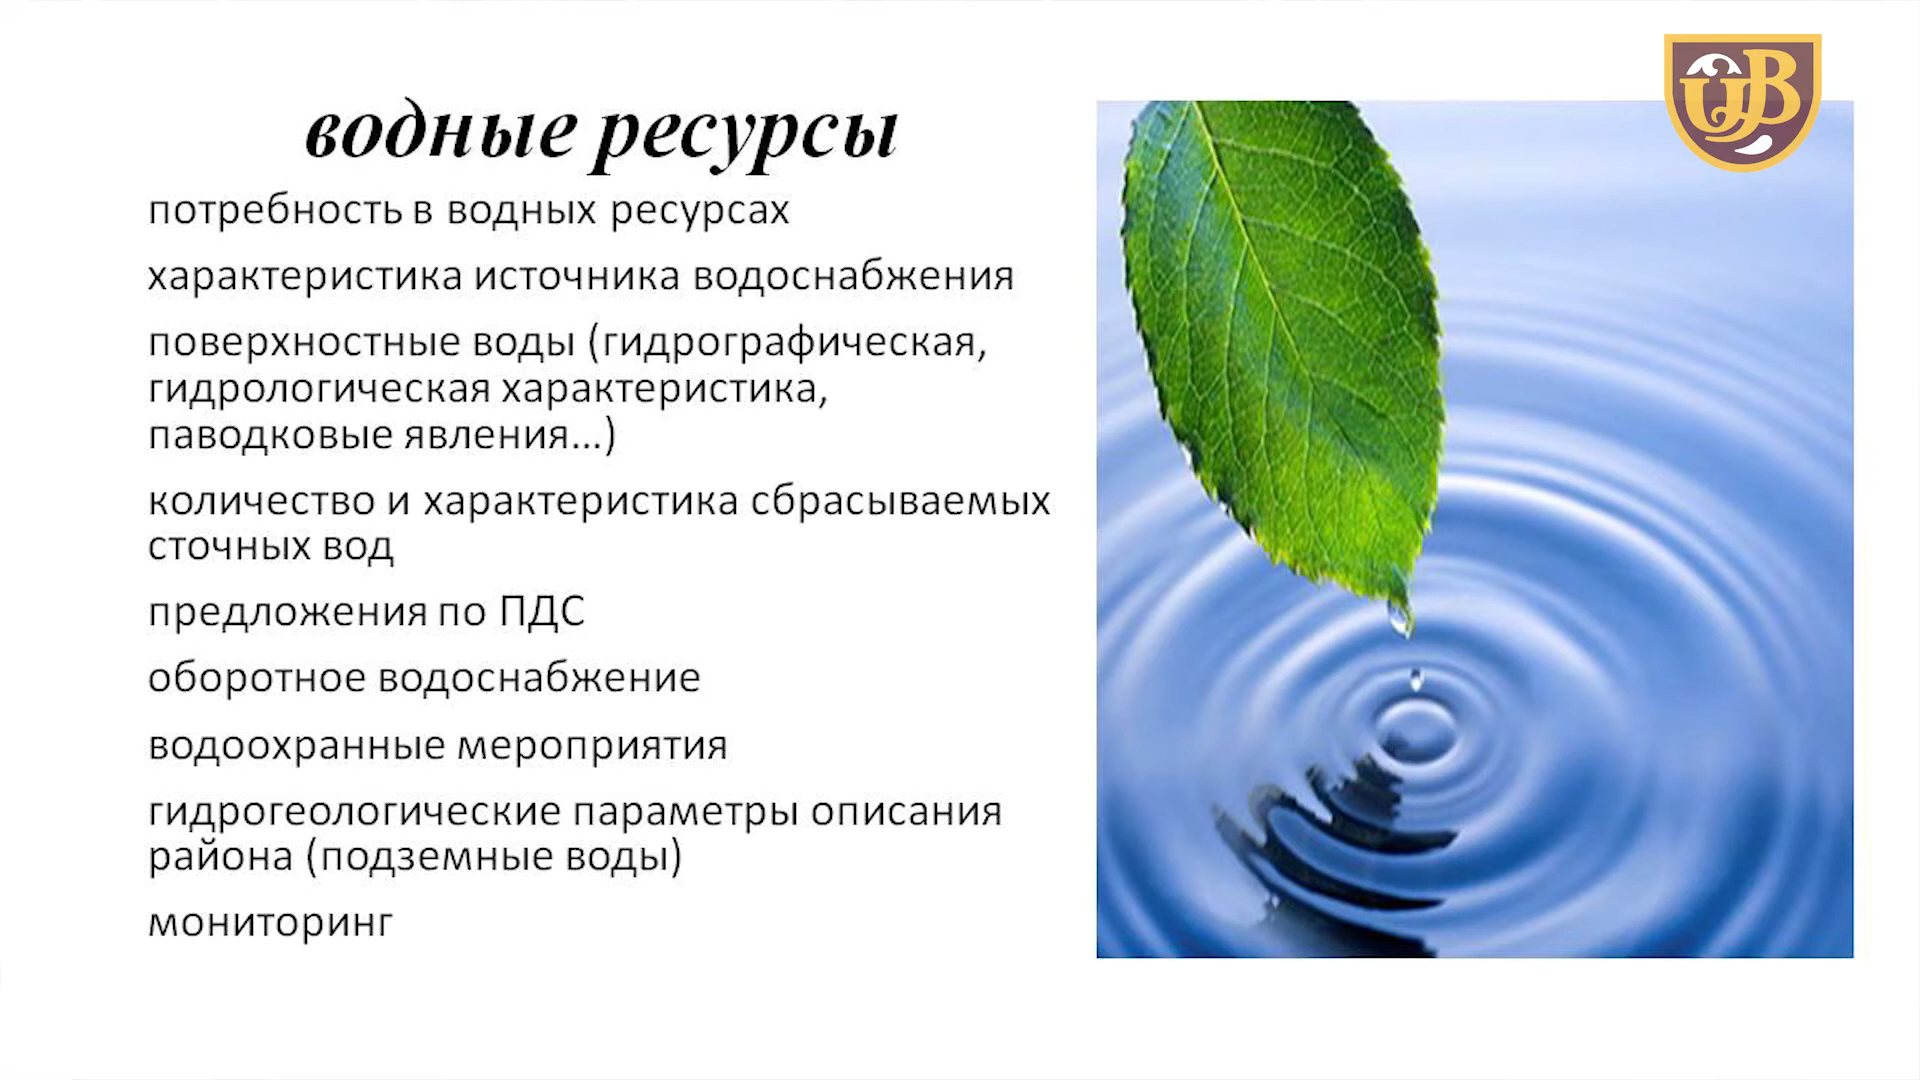 водные ресурсы
потребность в водных ресурсах
характеристика источника водоснабжения
поверхностные воды (гидрографическая,
гидрологическая характеристика,
паводковые явления...)
количество и характеристика сбрасываемых
сточных вод
предложения по ПДС
оборотное водоснабжение
водоохранные мероприятия
гидрогеологические параметры описания
района (подземные воды)
мониторинг